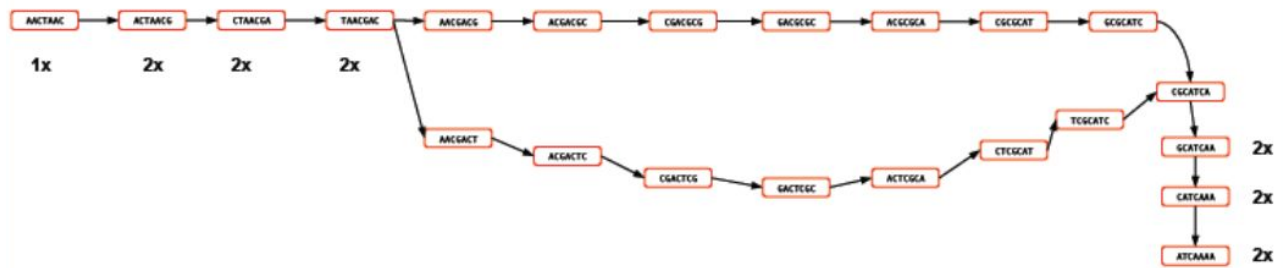 AACTAAC ACTAACG CTAACGA TAACGAC AACGACG ACGACGC CGACGCG GACGCGC ACGCGCA CGCGCAT GCGCATC
1x 2x 2x 2x
CGCATCA
TCGCATC
AACGACT
CTCGCAT
GCATCAA 2x
ACGACTC
CGACTCG
ACTCGCA
GACTCGC
CATCAAA 2x
ATCAAAA 2x